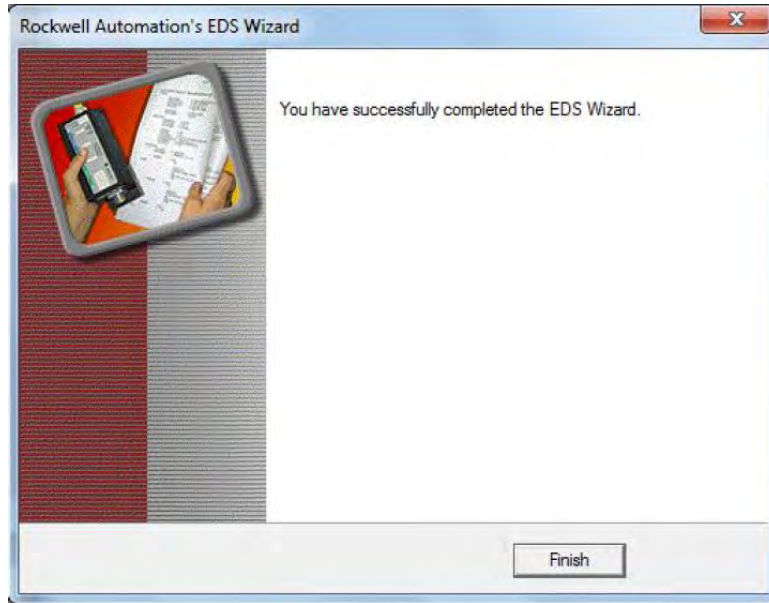 Rockwell Automation's EDS Wizard
You have successfully completed the EDS Wizard.
Finish